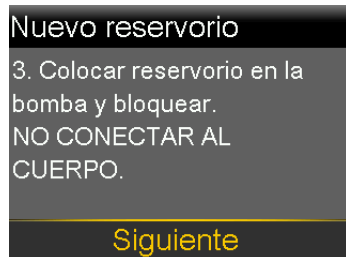 Nuevo reservorio
3. Colocar reservorio en la
bomba y bloquear.
NO CONECTAR AL
CUERPO.
Siguiente